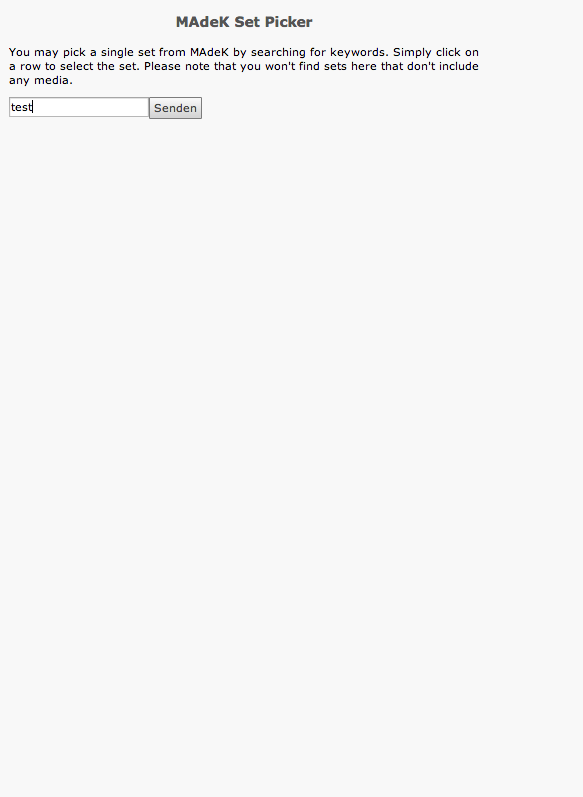 MAdeK Set Picker
You may pick a single set from MAdeK by searching for keywords. Simply click on
a row to select the set. Please note that you won't find sets here that don't include
any media.
test Senden